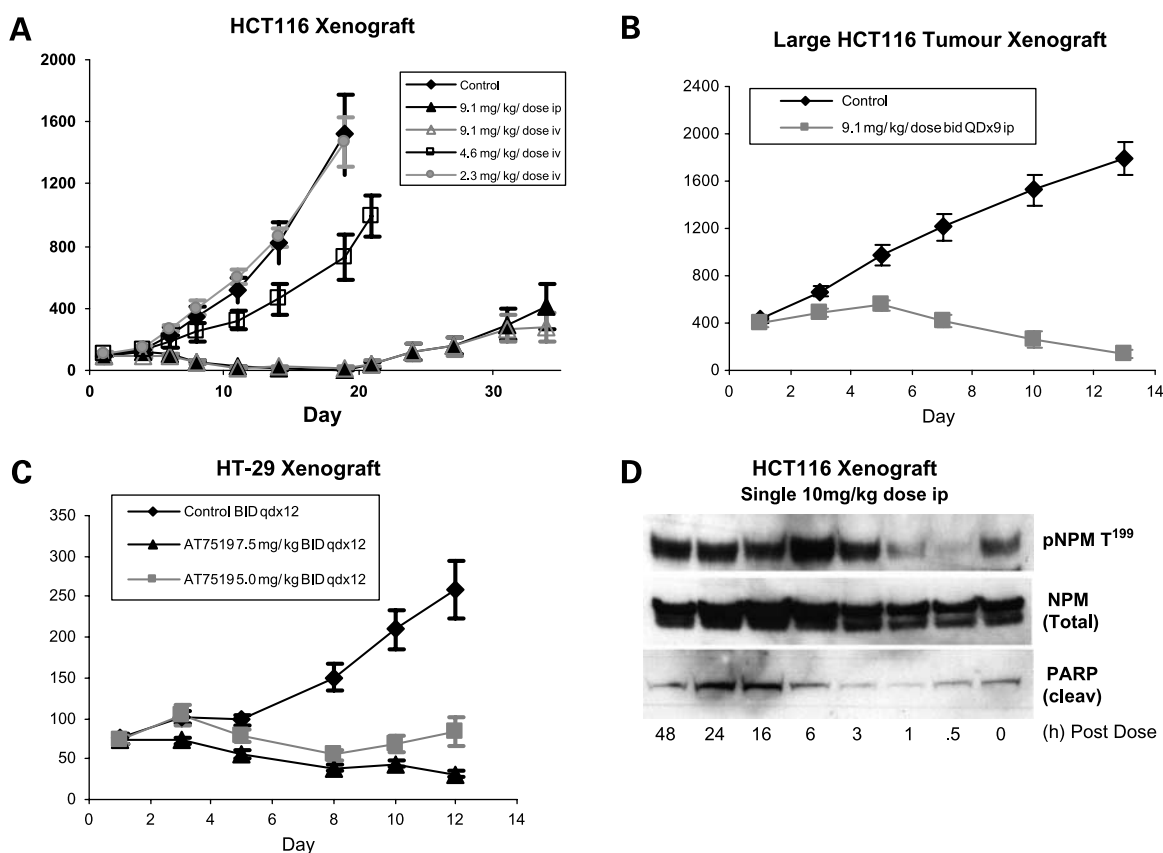 A
HCT116 Xenograft
2000
1600
1200
800
400
0
0
10
20
30
Day
Control
9.1 mg/ kg/ dose ip
9.1 mg/ kg/ dose iv
4.6 mg/ kg/ dose iv
2.3 mg/ kg/ dose iv
B
Large HCT116 Tumour Xenograft
2400
1800
1200
600
400
0
0
2
4
6
8
10
12
14
Day
Control
9.1 mg/ kg/ dose bid QDx9 ip
C
HT-29 Xenograft
350
300
250
200
150
100
50
0
0
2
4
6
8
10
12
14
Day
Control BID qdx12
AT7519 7.5 mg/ kg BID qdx12
AT7519 5.0 mg/ kg BID qdx12
D
HCT116 Xenograft
Single 10mg/kg dose ip
pNPM T199
NPM
(Total)
PARP
(cleav)
48 24 16 6 3 1 .5 0 (h) Post Dose